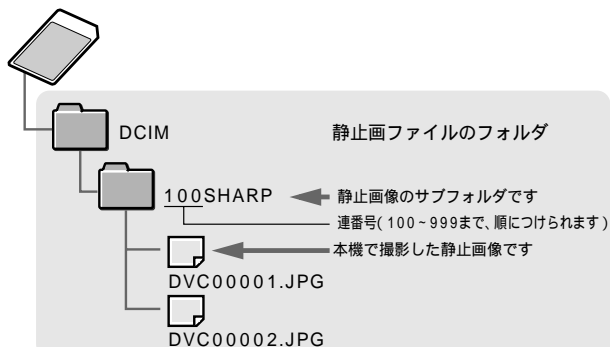 DCIM 静止画ファイルのフォルダ
100SHARP 静止画像のサブフォルダです
連番号(100~999まで、順につけられます)
本機で撮影した静止画像です
DVC00001.JPG
DVC00002.JPG